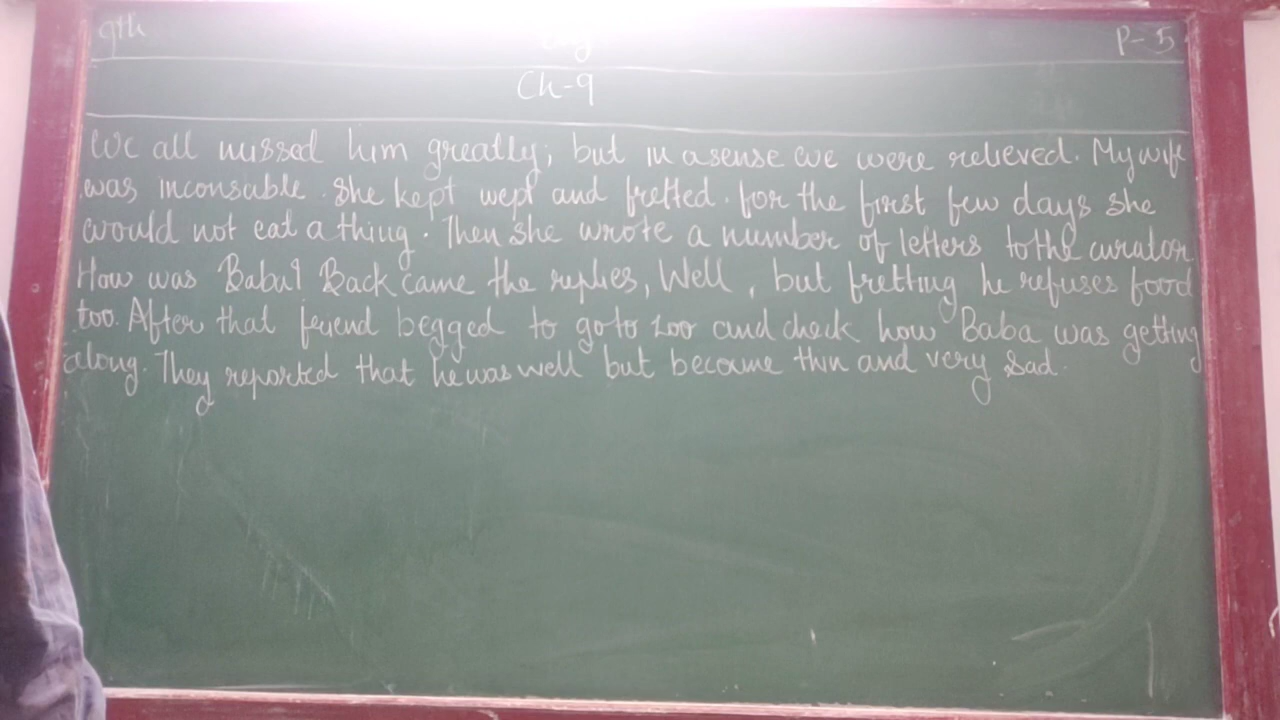 9th P-5
Ch-9
We all missed him greatly; but in a sense we were relieved. My wife
was inconsable. She kept wept and fretted. for the first few days she
would not eat a thing. Then she wrote a number of letters to the curator.
How was Baba? Back came the replies, Well, but fretting he refuses food
too. After that feriend begged to go to zoo and check how Baba was getting
along. They reported that he was well but become thin and very sad.